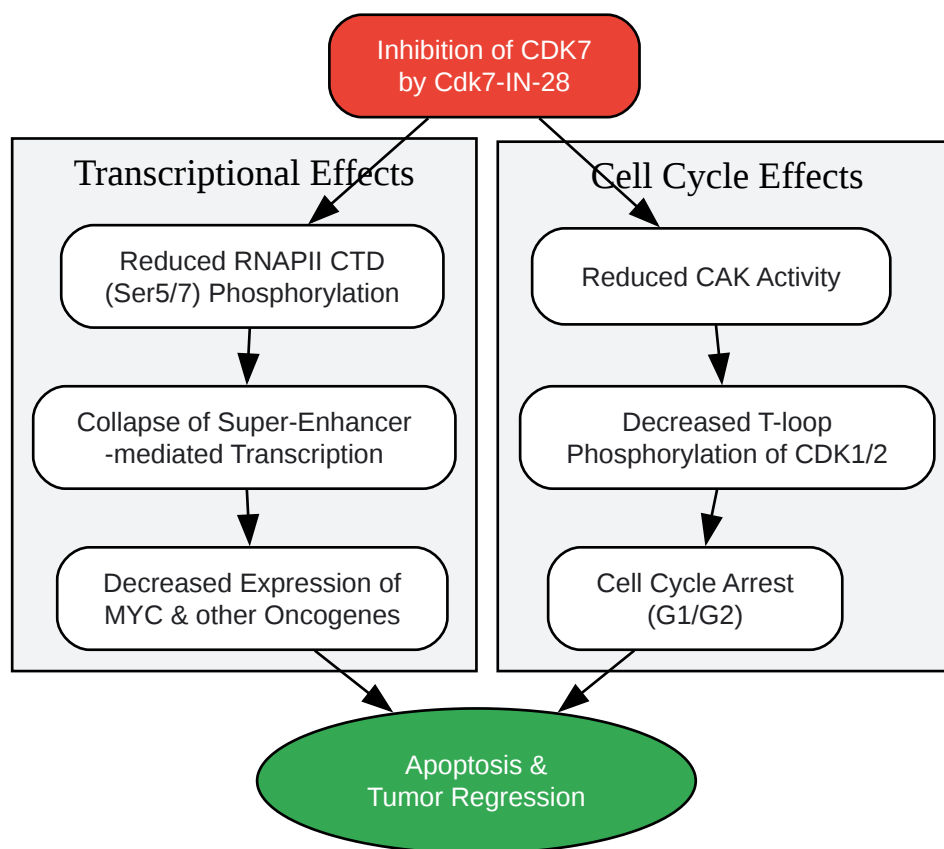 Inhibition of CDK7
by Cdk7-IN-28
Transcriptional Effects
Reduced RNAPII CTD
(Ser5/7) Phosphorylation
Collapse of Super-Enhancer
-mediated Transcription
Decreased Expression of
MYC & other Oncogenes
Cell Cycle Effects
Reduced CAK Activity
Decreased T-loop
Phosphorylation of CDK1/2
Cell Cycle Arrest
(G1/G2)
Apoptosis &
Tumor Regression